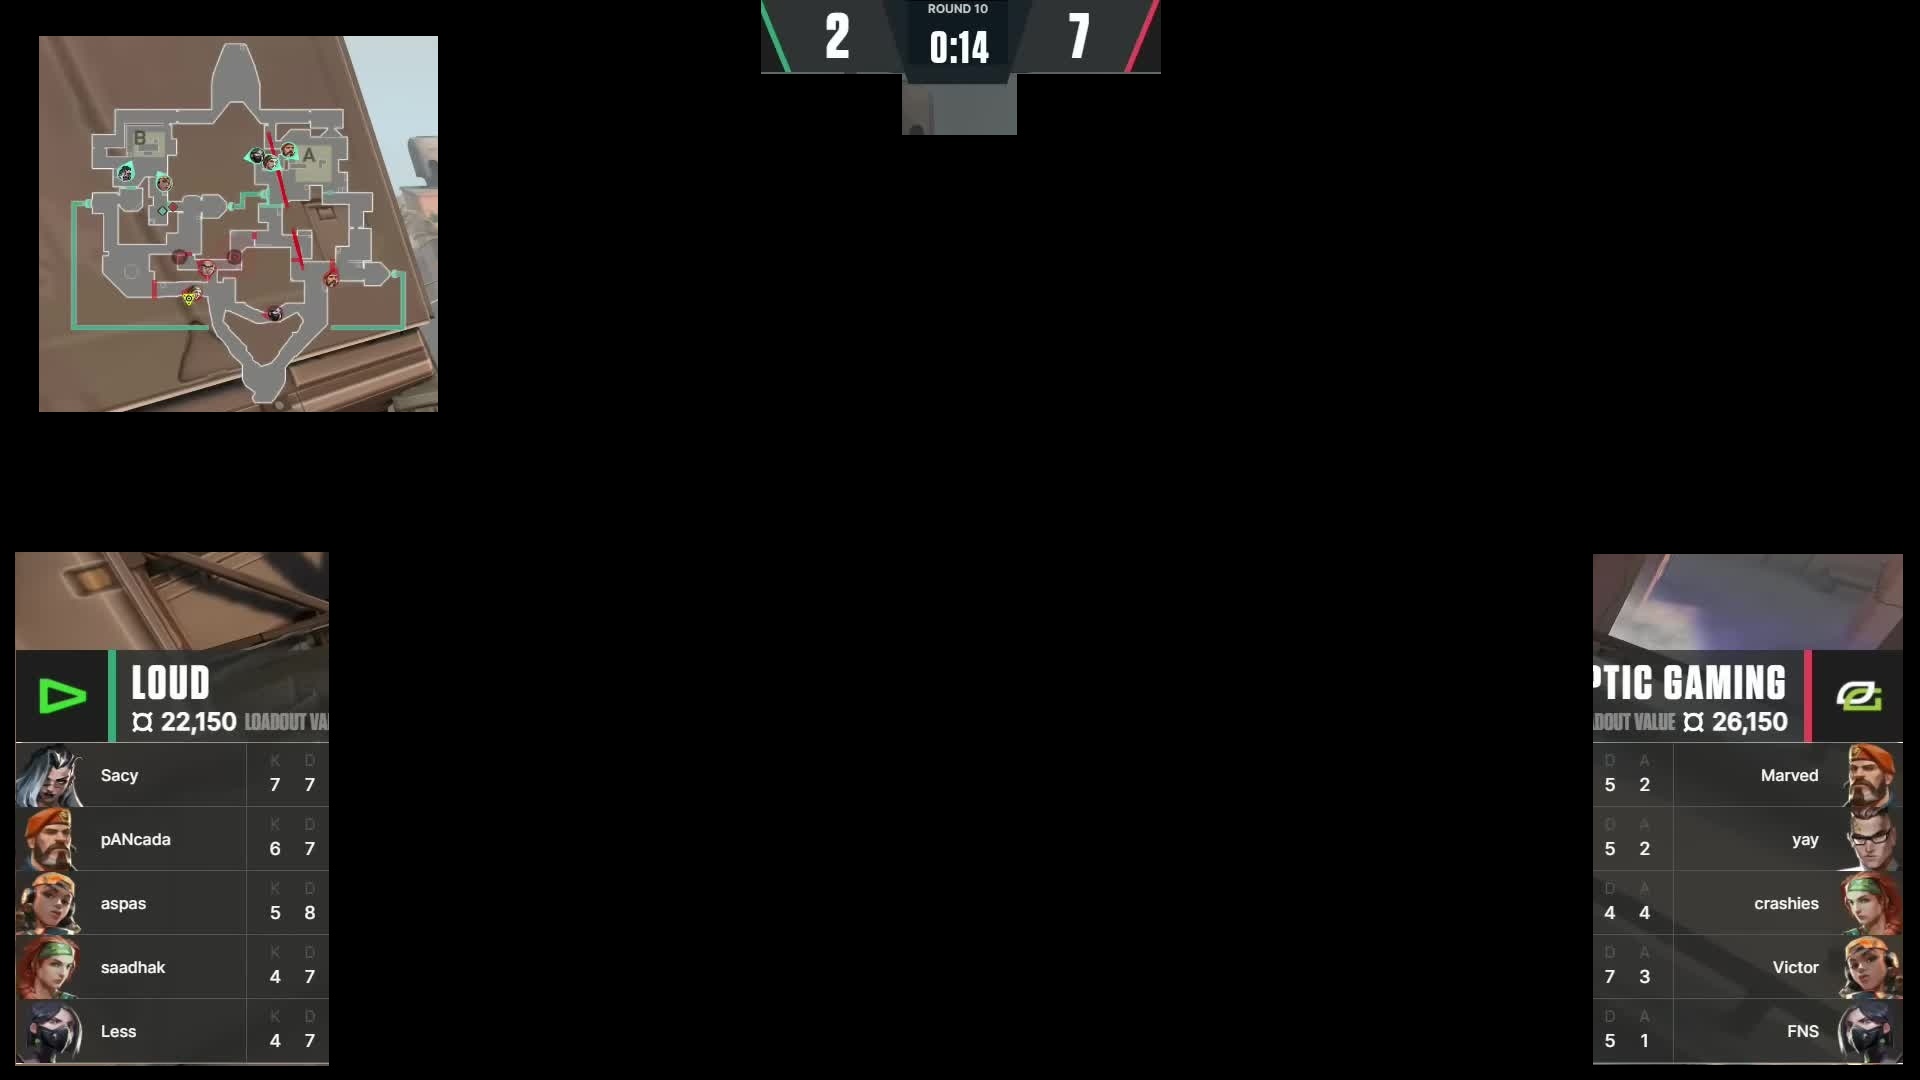 ROUND 10
2
0:14
7
B
A
LOUD
22,150 LOADOUT VA
PTIC GAMING
DOUT VALUE 26,150
K D
Sacy 7 7
K D
pANcada 6 7
K D
aspas 5 8
K D
saadhak 4 7
K D
Less 4 7
D A
5 2 Marved
D A
5 2 yay
D A
4 4 crashies
D A
7 3 Victor
D A
5 1 FNS